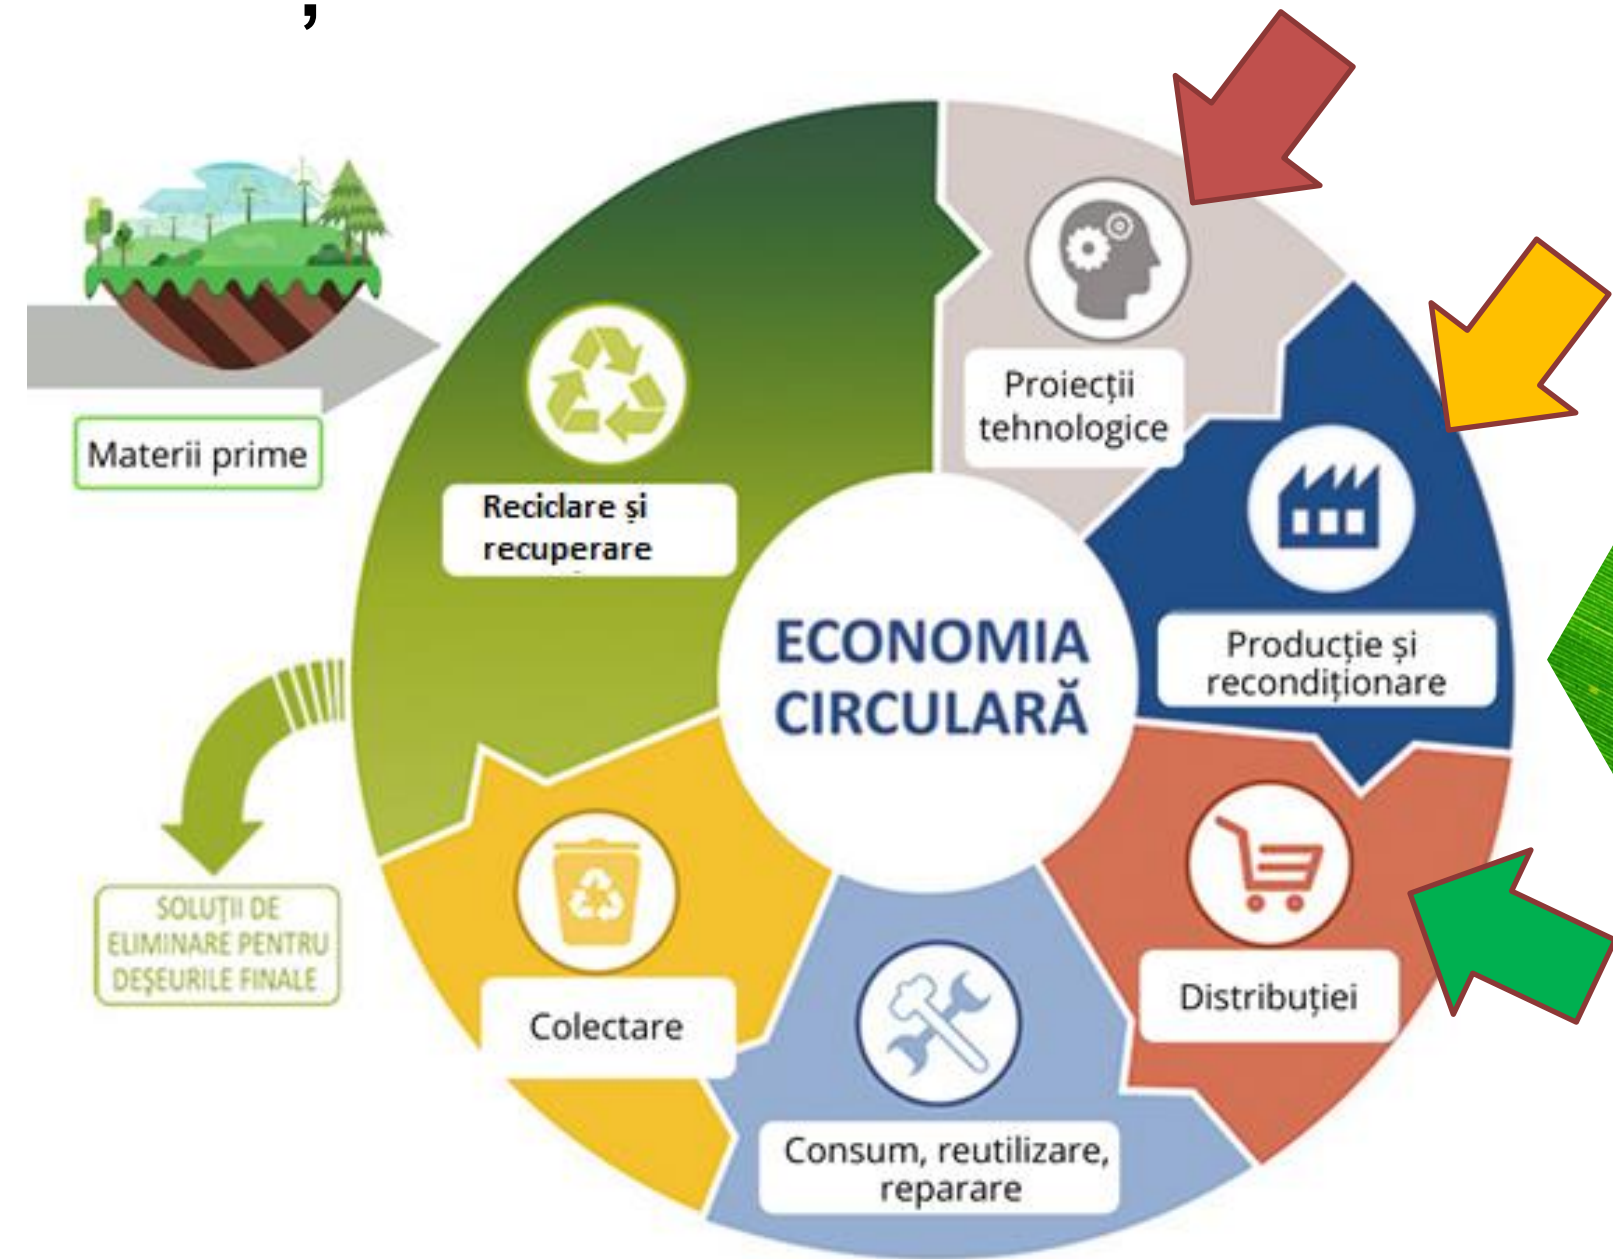 Materii prime
Reciclare și
recuperare
Proiecții
tehnologice
ECONOMIA
CIRCULARĂ
Producție și
recondiționare
SOLUȚII DE
ELIMINARE PENTRU
DEȘEURILE FINALE
Colectare
Distribuției
Consum, reutilizare,
reparare